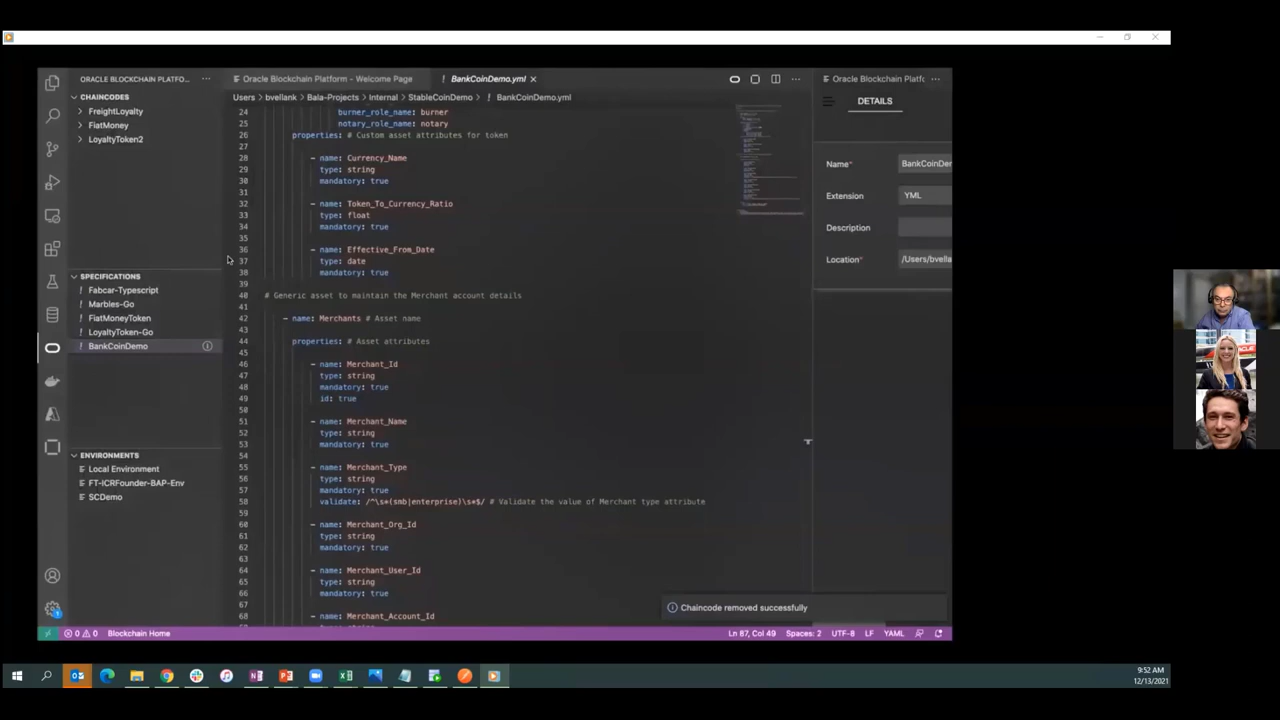 ORACLE BLOCKCHAIN PLATFO... ···
CHAINCODES
FreightLoyalty
FiatMoney
LoyaltyToken2
SPECIFICATIONS
Fabcar-Typescript
Marbles-Go
FiatMoneyToken
LoyaltyToken-Go
BankCoinDemo
ENVIRONMENTS
Local Environment
FT-ICRFounder-BAP-Env
SCDemo
Oracle Blockchain Platform - Welcome Page
! BankCoinDemo.yml ×
Users > bvellank > Bala-Projects > Internal > StableCoinDemo > ! BankCoinDemo.yml
24 burner_role_name: burner
25 notary_role_name: notary
26 properties: # Custom asset attributes for token
27
28 - name: Currency_Name
29 type: string
30 mandatory: true
31
32 - name: Token_To_Currency_Ratio
33 type: float
34 mandatory: true
35
36 - name: Effective_From_Date
37 type: date
38 mandatory: true
39
40 # Generic asset to maintain the Merchant account details
41
42 - name: Merchants # Asset name
43
44 properties: # Asset attributes
45
46 - name: Merchant_Id
47 type: string
48 mandatory: true
49 id: true
50
51 - name: Merchant_Name
52 type: string
53 mandatory: true
54
55 - name: Merchant_Type
56 type: string
57 mandatory: true
58 validate: /^\s*(smb|enterprise)\s*$/ # Validate the value of Merchant type attribute
59
60 - name: Merchant_Org_Id
61 type: string
62 mandatory: true
63
64 - name: Merchant_User_Id
65 type: string
66 mandatory: true
67
68 - name: Merchant_Account_Id
Oracle Blockchain Platfo ···
DETAILS
Name* BankCoinDem
Extension YML
Description
Location* /Users/bvella
Chaincode removed successfully
0 0 Blockchain Home
Ln 87, Col 49 Spaces: 2 UTF-8 LF YAML
9:52 AM
12/13/2021